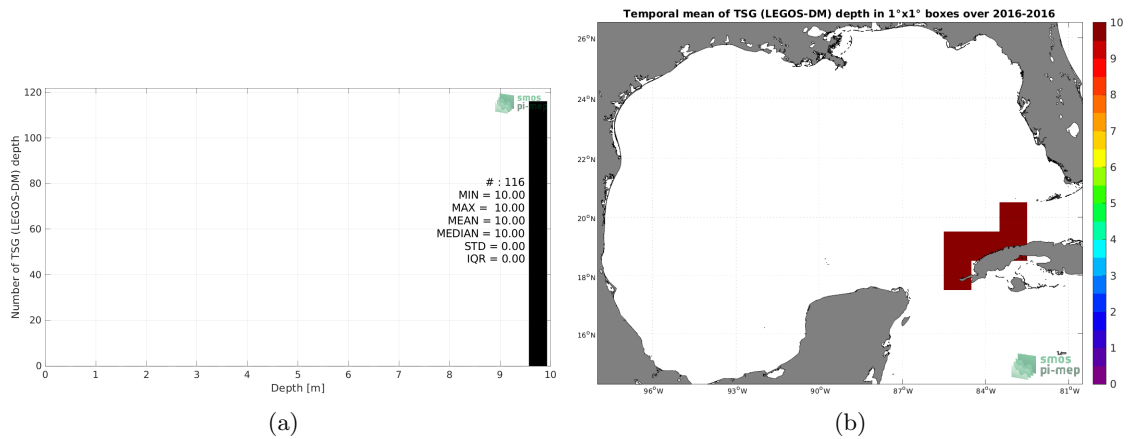 Number of TSG (LEGOS-DM) depth
120
100
80
60
40
20
0
smos
pi-mep
# : 116
MIN = 10.00
MAX = 10.00
MEAN = 10.00
MEDIAN = 10.00
STD = 0.00
IQR = 0.00
0 1 2 3 4 5 6 7 8 9 10
Depth [m]
(a)
Temporal mean of TSG (LEGOS-DM) depth in 1°x1° boxes over 2016-2016
26°N
24°N
22°N
20°N
18°N
16°N
96°W 93°W 90°W 87°W 84°W 81°W
smos
pi-mep
10
9
8
7
6
5
4
3
2
1
0
(b)